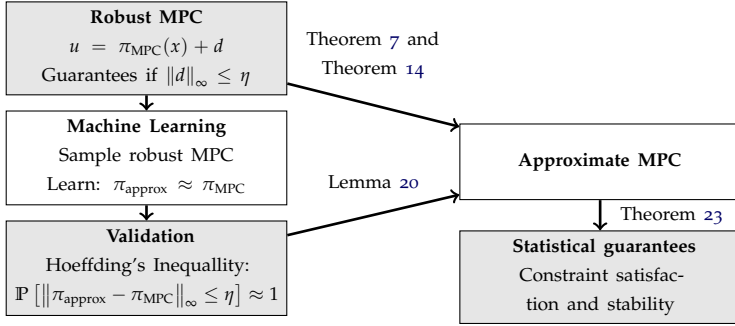 Robust MPC
u = π_MPC(x) + d
Guarantees if ‖d‖_∞ ≤ η
Theorem 7 and
Theorem 14
Machine Learning
Sample robust MPC
Learn: π_approx ≈ π_MPC
Approximate MPC
Lemma 20
Validation
Hoeffding's Inequallity:
ℙ [‖π_approx − π_MPC‖_∞ ≤ η] ≈ 1
Theorem 23
Statistical guarantees
Constraint satisfac-
tion and stability